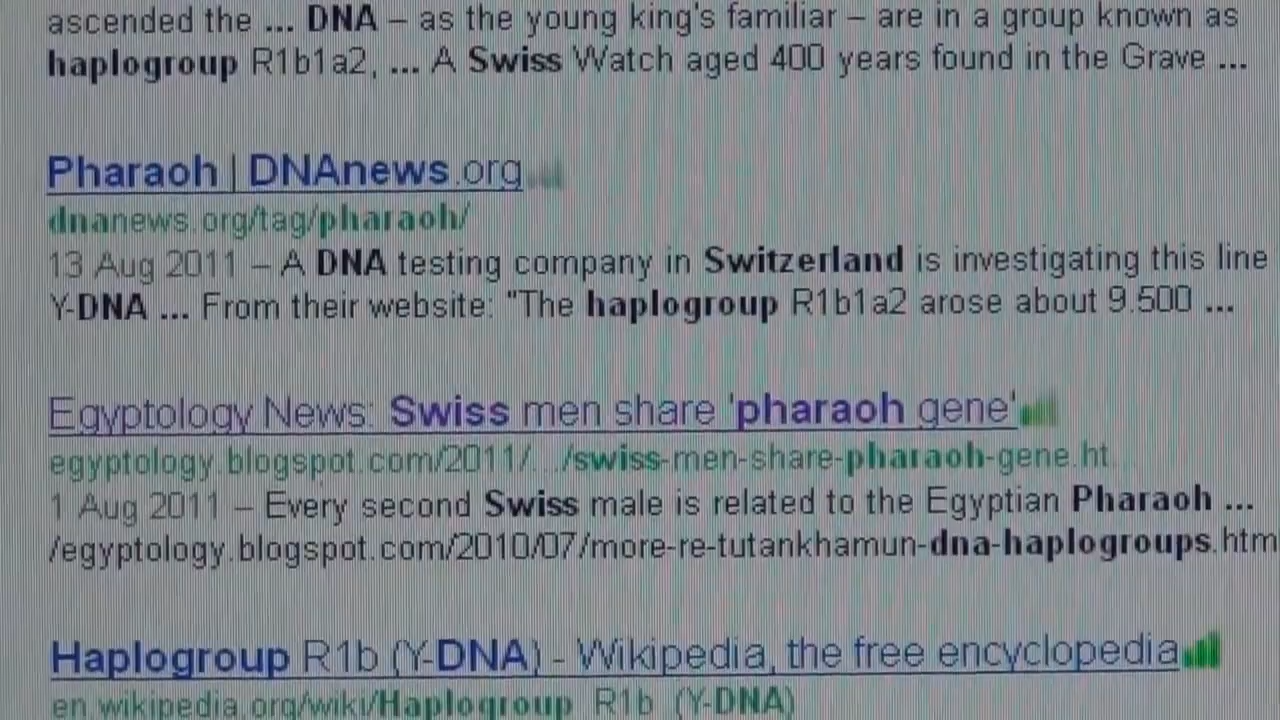 ascended the ... DNA – as the young king's familiar – are in a group known as
haplogroup R1b1a2, ... A Swiss Watch aged 400 years found in the Grave ...
Pharaoh | DNAnews.org
dnanews.org/tag/pharaoh/
13 Aug 2011 – A DNA testing company in Switzerland is investigating this line
Y-DNA ... From their website: "The haplogroup R1b1a2 arose about 9.500 ...
Egyptology News: Swiss men share 'pharaoh gene'
egyptology.blogspot.com/2011/.../swiss-men-share-pharaoh-gene.ht...
1 Aug 2011 – Every second Swiss male is related to the Egyptian Pharaoh ...
/egyptology.blogspot.com/2010/07/more-re-tutankhamun-dna-haplogroups.htm
Haplogroup R1b (Y-DNA) - Wikipedia, the free encyclopedia
en.wikipedia.org/wiki/Haplogroup_R1b_(Y-DNA)